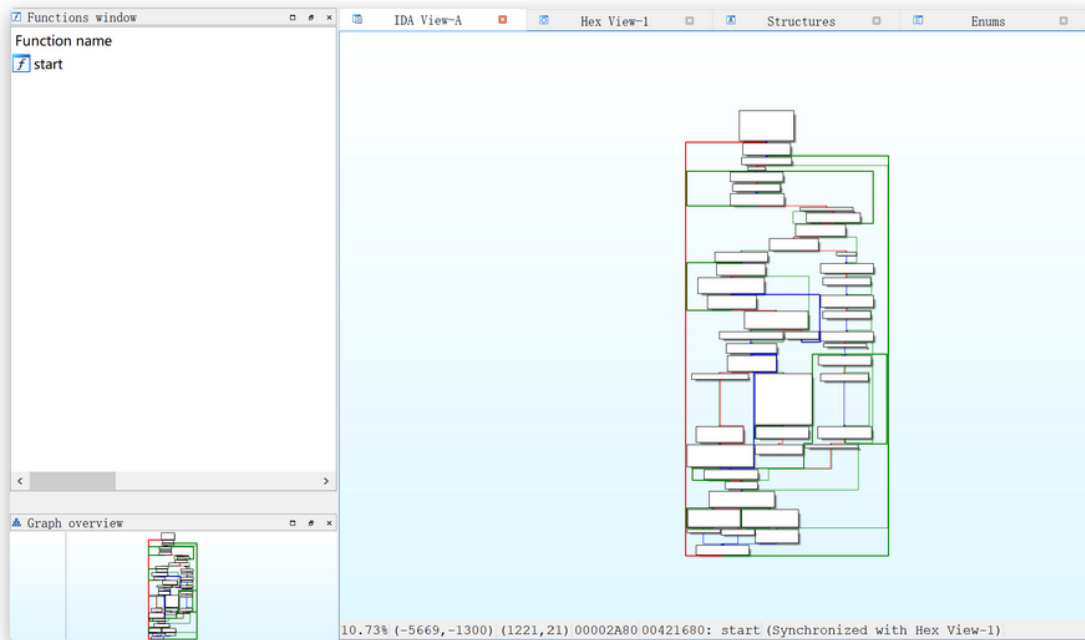 Functions window
IDA View-A
Hex View-1
Structures
Enums
Function name
start
Graph overview
10.73% (-5669,-1300) (1221,21) 00002A80 00421680: start (Synchronized with Hex View-1)